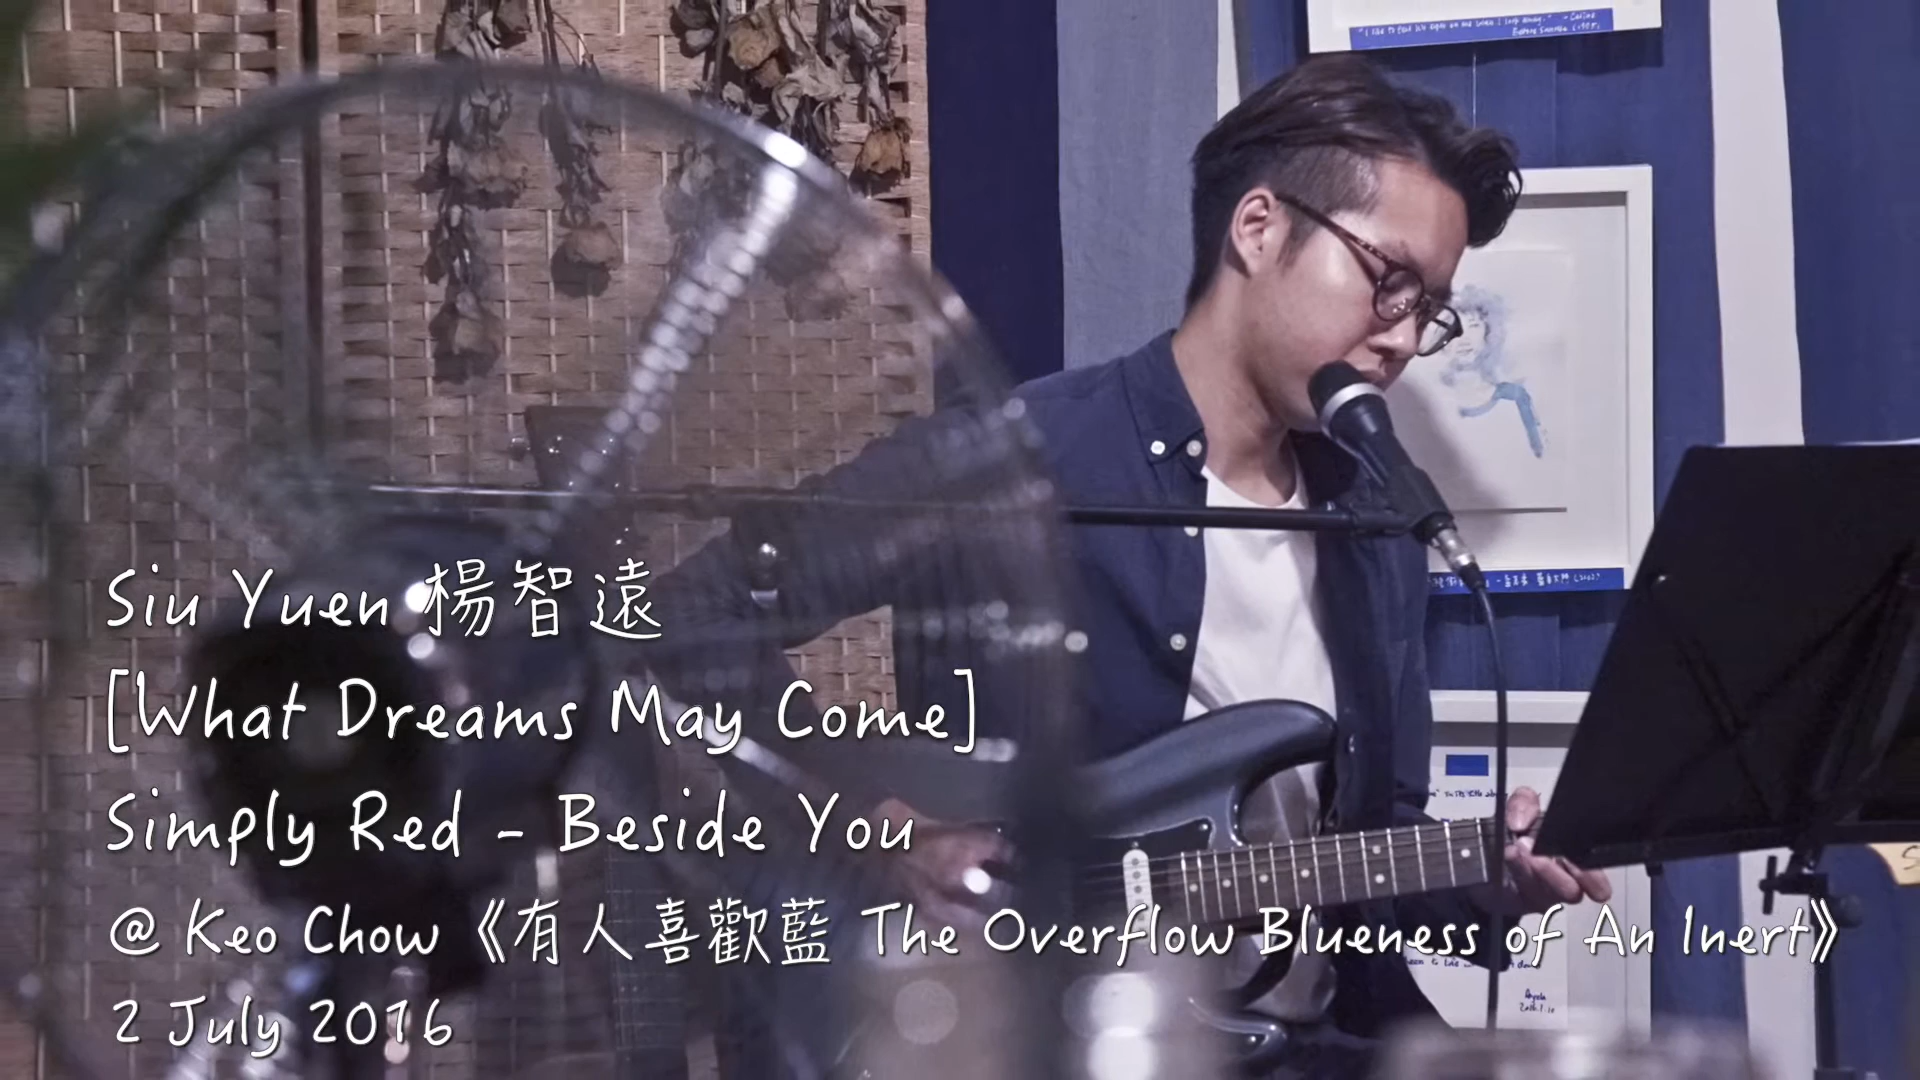 Siu Yuen 楊智遠
[What Dreams May Come]
Simply Red - Beside You
@ Keo Chow《有人喜歡藍 The Overflow Blueness of An Inert》
2 July 2016